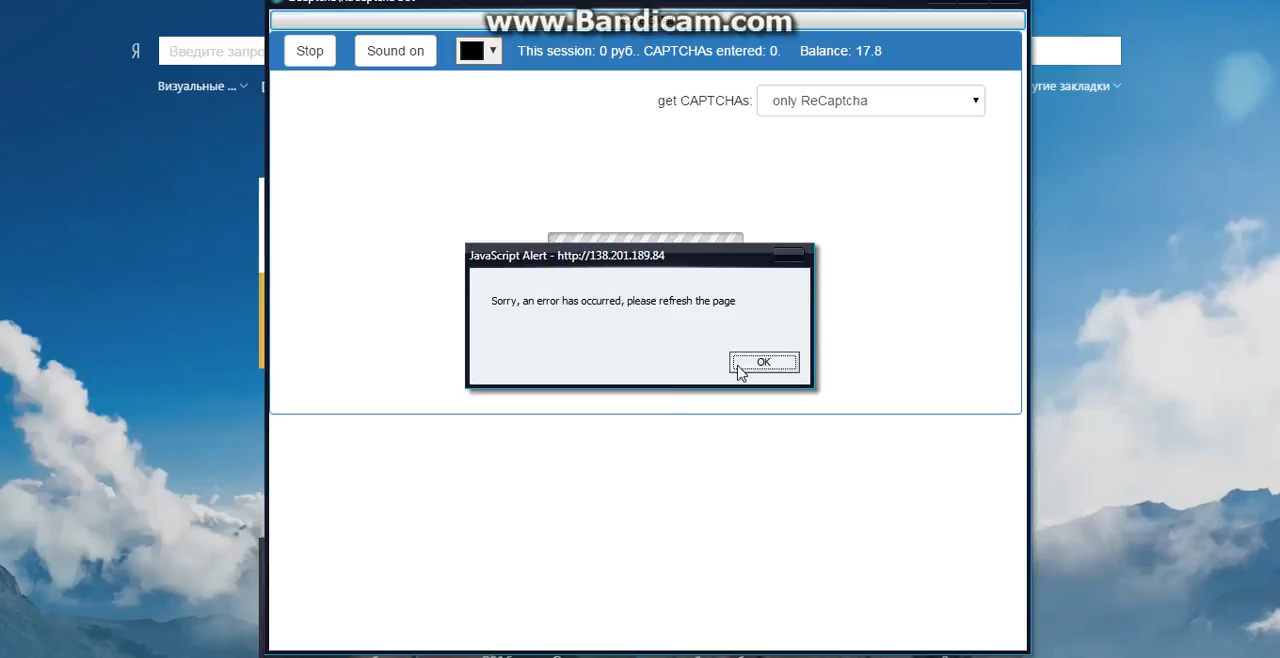 www.Bandicam.com
Я
Введите запро
Stop
Sound on
This session: 0 руб.. CAPTCHAs entered: 0.
Balance: 17.8
Визуальные ...
угие закладки
get CAPTCHAs:
only ReCaptcha
JavaScript Alert - http://138.201.189.84
Sorry, an error has occurred, please refresh the page
OK